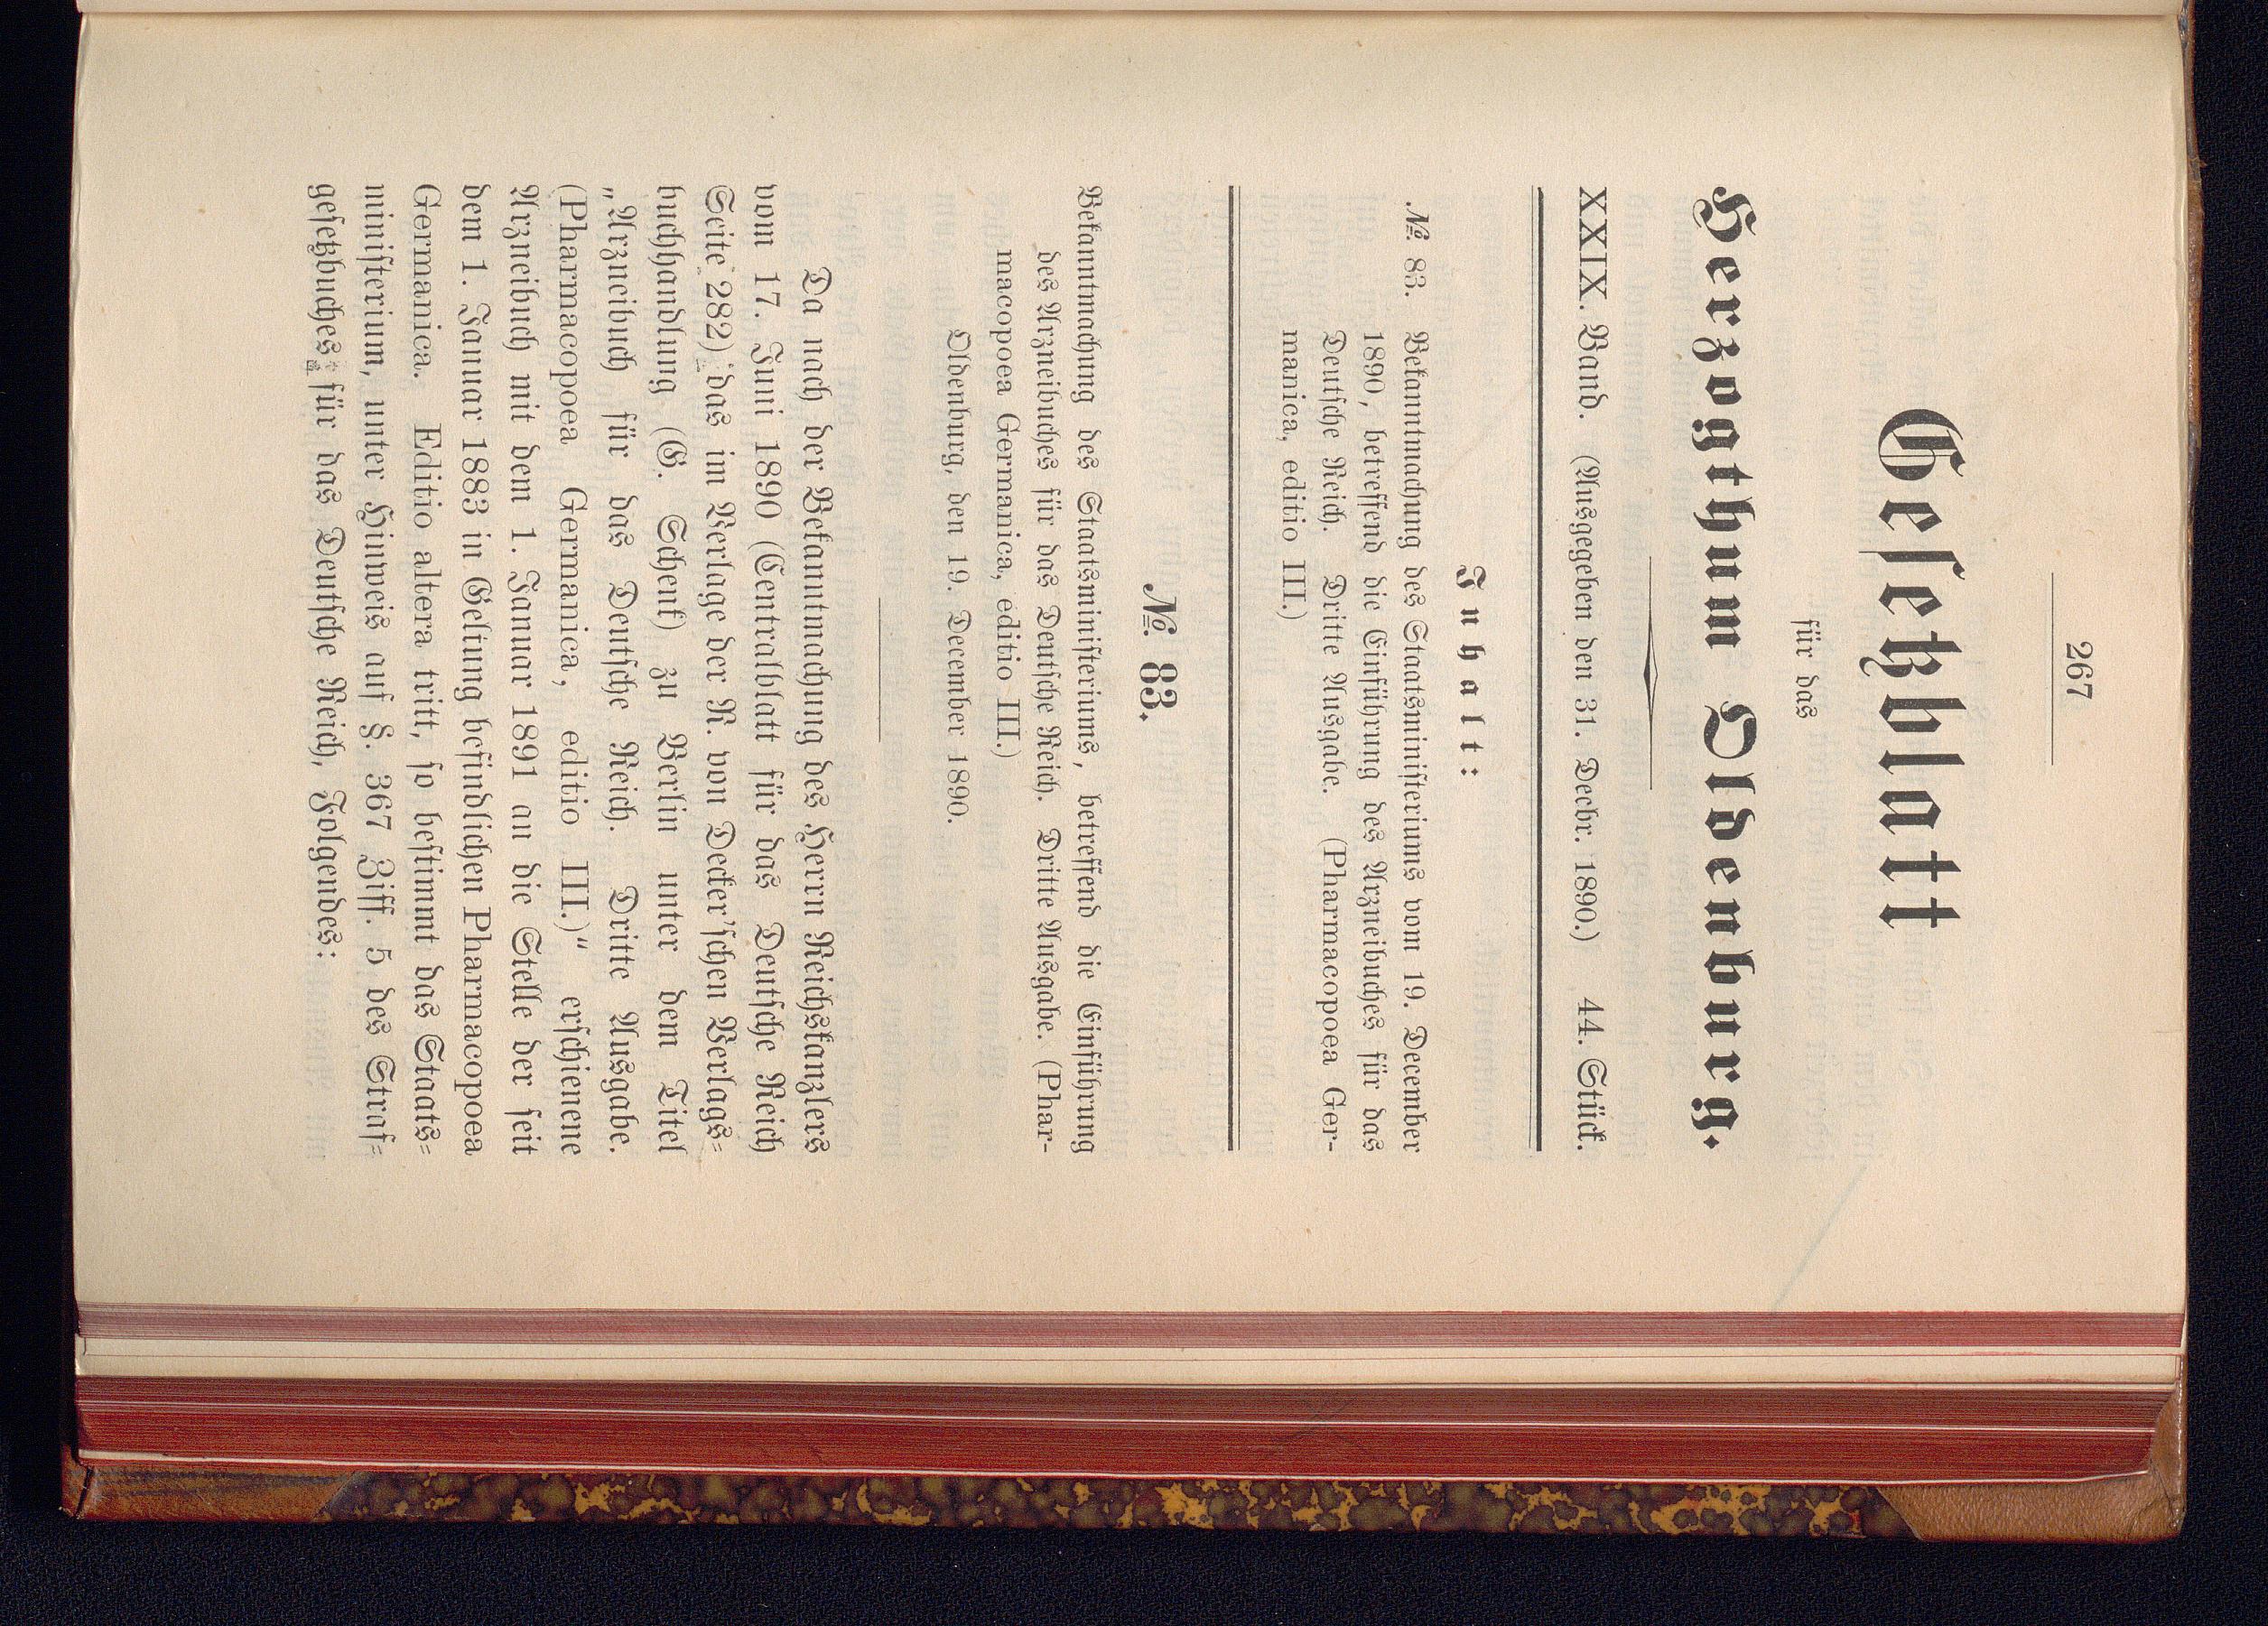 267
Gesetzblatt
für das
Herzogthum Oldenburg.
XXIX. Band. (Ausgegeben den 31. Decbr. 1890.) 44. Stück.
Inhalt:
№. 83. Bekanntmachung des Staatsministeriums vom 19. December
1890, betreffend die Einführung des Arzneibuches für das
Deutsche Reich. Dritte Ausgabe. (Pharmacopoea Ger-
manica, editio III.)
№. 83.
Bekanntmachung des Staatsministeriums, betreffend die Einführung
des Arzneibuches für das Deutsche Reich. Dritte Ausgabe. (Phar-
macopoea Germanica, editio III.)
Oldenburg, den 19. December 1890.
Da nach der Bekanntmachung des Herrn Reichskanzlers
vom 17. Juni 1890 (Centralblatt für das Deutsche Reich
Seite 282) das im Verlage der R. von Decker'schen Verlags-
buchhandlung (G. Schenk) zu Berlin unter dem Titel
„Arzneibuch für das Deutsche Reich. Dritte Ausgabe.
(Pharmacopoea Germanica, editio III.)“ erschienene
Arzneibuch mit dem 1. Januar 1891 an die Stelle der seit
dem 1. Januar 1883 in Geltung befindlichen Pharmacopoea
Germanica. Editio altera tritt, so bestimmt das Staats-
ministerium, unter Hinweis auf §. 367 Ziff. 5 des Straf-
gesetzbuches für das Deutsche Reich, Folgendes: